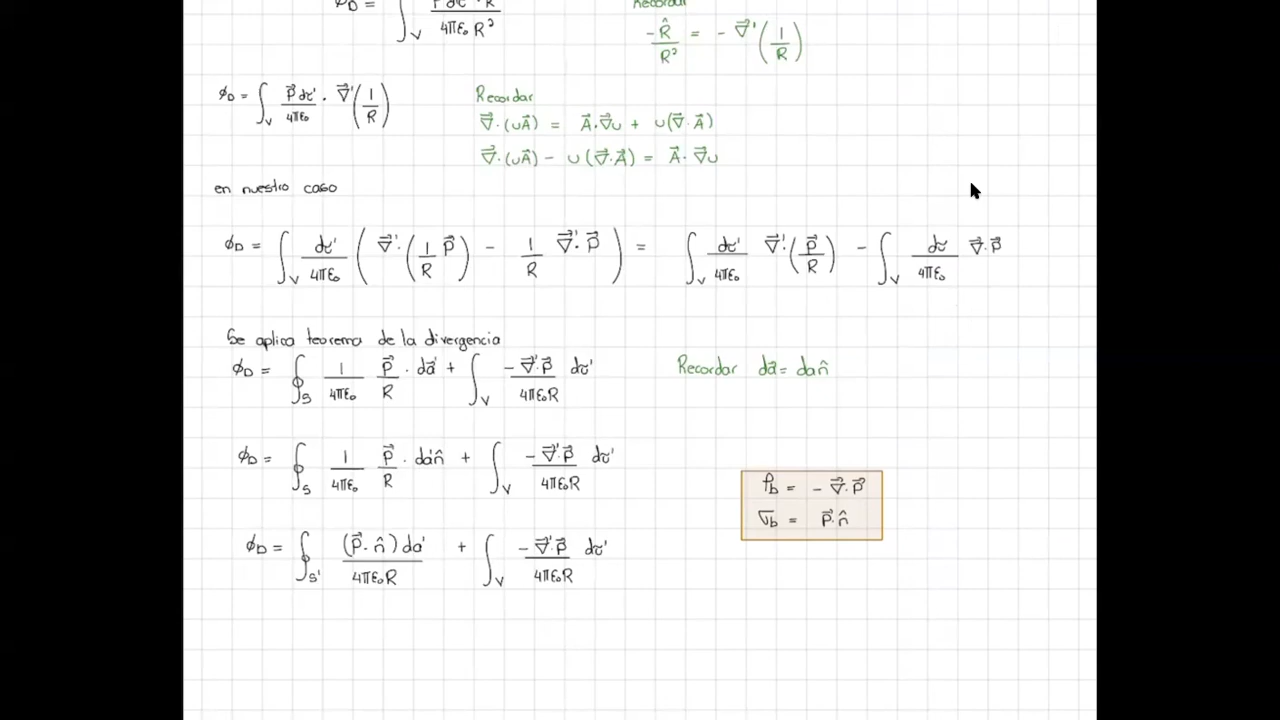 ϕ_D = ∫_V P⃗ dτ' · R̂ / 4πε₀ R²
Recordar
-R̂/R² = - ∇⃗'(1/R)
ϕ_D = ∫_V P⃗ dτ'/4πε₀ · ∇⃗'(1/R)
Recordar
∇⃗·(uA⃗) = A⃗·∇⃗u + u(∇⃗·A⃗)
∇⃗·(uA⃗) - u(∇⃗·A⃗) = A⃗·∇⃗u
en nuestro caso
ϕ_D = ∫_V dτ'/4πε₀ ( ∇⃗'·(1/R P⃗) - 1/R ∇⃗'·P⃗ ) = ∫_V dτ'/4πε₀ ∇⃗'·(P⃗/R) - ∫_V dτ/4πε₀ ∇⃗·P⃗
Se aplica teorema de la divergencia
ϕ_D = ∮_S 1/4πε₀ P⃗/R · da⃗' + ∫_V -∇⃗'·P⃗/4πε₀R dτ'
Recordar da⃗ = da n̂
ϕ_D = ∮_S 1/4πε₀ P⃗/R · da' n̂ + ∫_V -∇⃗'·P⃗/4πε₀R dτ'
ρ_b = - ∇⃗·P⃗
σ_b = P⃗·n̂
ϕ_D = ∮_S' (P⃗·n̂)da'/4πε₀R + ∫_V -∇⃗'·P⃗/4πε₀R dτ'